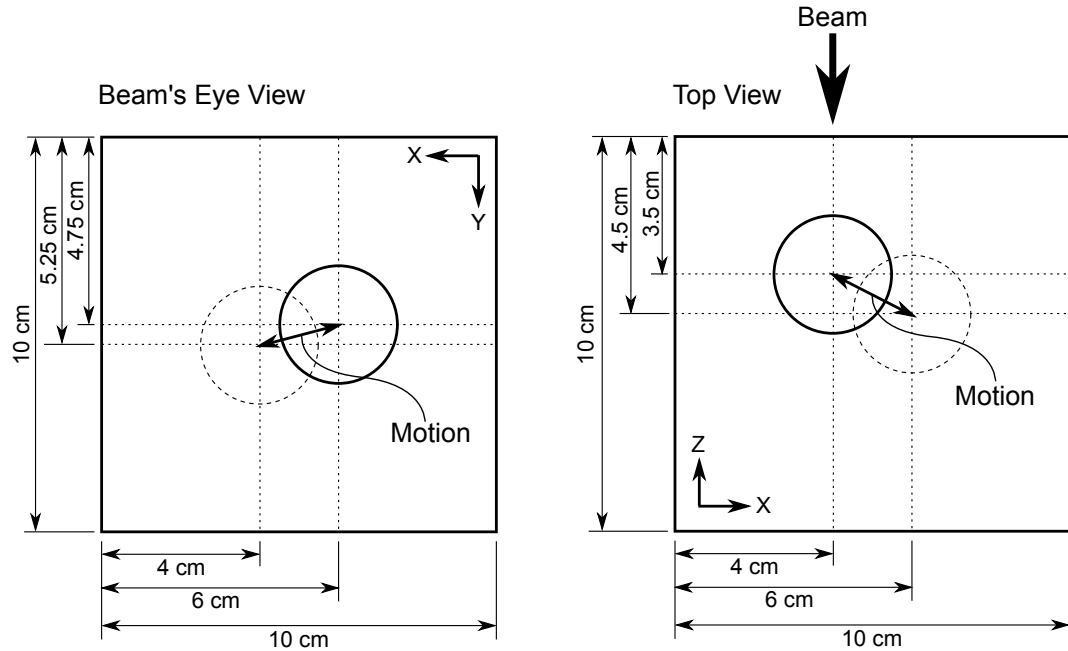 Beam
Beam's Eye View
Top View
X
Y
10 cm
5.25 cm
4.75 cm
Motion
4 cm
6 cm
10 cm
10 cm
4.5 cm
3.5 cm
Motion
Z
X
4 cm
6 cm
10 cm